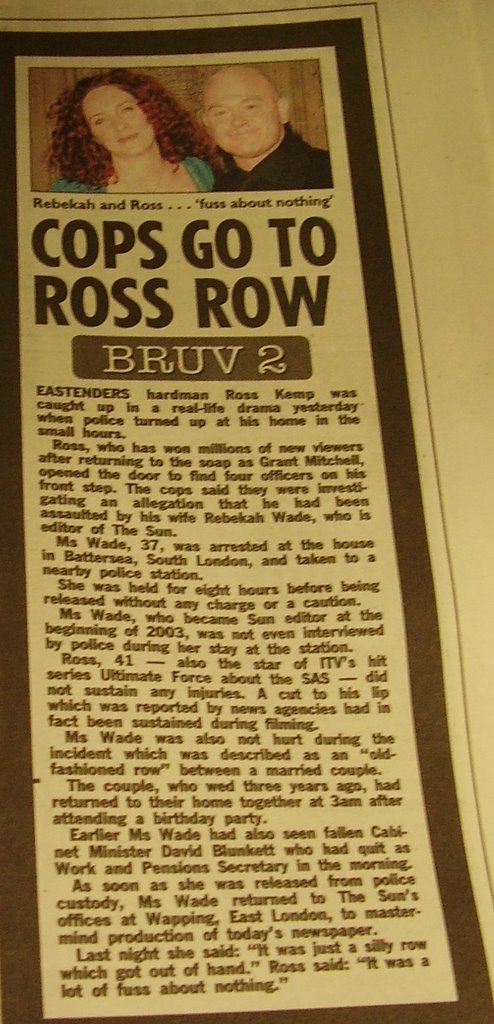 Rebekah and Ross . . . 'fuss about nothing'
COPS GO TO
ROSS ROW
BRUV 2
EASTENDERS hardman Ross Kemp was
caught up in a real-life drama yesterday
when police turned up at his home in the
small hours.
Ross, who has won millions of new viewers
after returning to the soap as Grant Mitchell,
opened the door to find four officers on his
front step. The cops said they were investi-
gating an allegation that he had been
assaulted by his wife Rebekah Wade, who is
editor of The Sun.
Ms Wade, 37, was arrested at the house
in Battersea, South London, and taken to a
nearby police station.
She was held for eight hours before being
released without any charge or a caution.
Ms Wade, who became Sun editor at the
beginning of 2003, was not even interviewed
by police during her stay at the station.
Ross, 41 — also the star of ITV's hit
series Ultimate Force about the SAS — did
not sustain any injuries. A cut to his lip
which was reported by news agencies had in
fact been sustained during filming.
Ms Wade was also not hurt during the
incident which was described as an "old-
fashioned row" between a married couple.
The couple, who wed three years ago, had
returned to their home together at 3am after
attending a birthday party.
Earlier Ms Wade had also seen fallen Cabi-
net Minister David Blunkett who had quit as
Work and Pensions Secretary in the morning.
As soon as she was released from police
custody, Ms Wade returned to The Sun's
offices at Wapping, East London, to master-
mind production of today's newspaper.
Last night she said: "It was just a silly row
which got out of hand." Ross said: "It was a
lot of fuss about nothing."